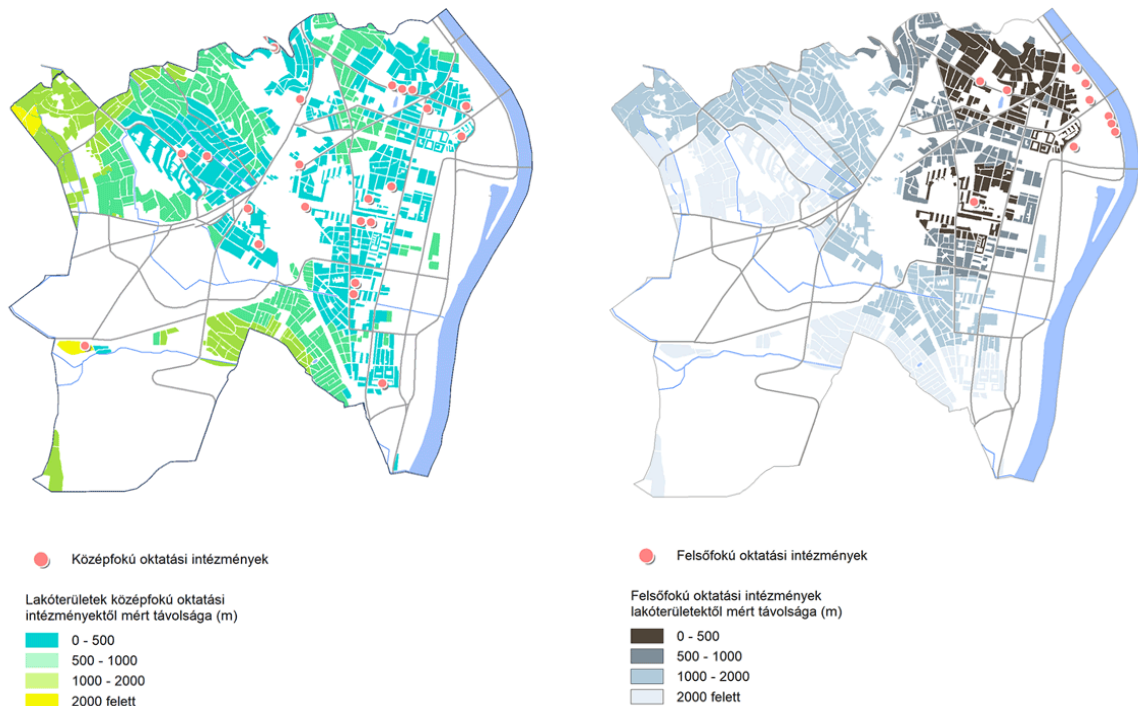 Középfokú oktatási intézmények
Lakóterületek középfokú oktatási
intézményektől mért távolsága (m)
0 - 500
500 - 1000
1000 - 2000
2000 felett
Felsőfokú oktatási intézmények
Felsőfokú oktatási intézmények
lakóterületektől mért távolsága (m)
0 - 500
500 - 1000
1000 - 2000
2000 felett